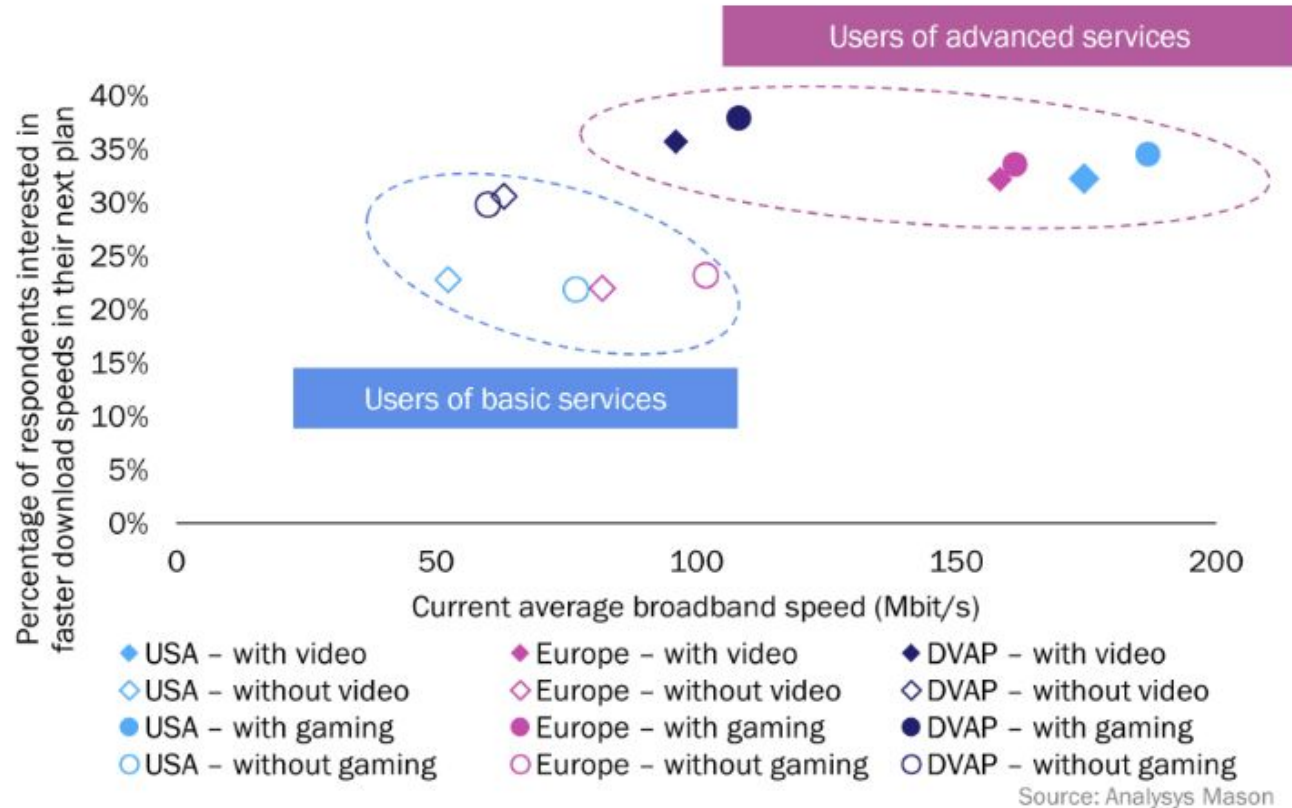 Users of advanced services
Percentage of respondents interested in
faster download speeds in their next plan
40%
35%
30%
25%
20%
15%
10%
5%
0%
Users of basic services
0 50 100 150 200
Current average broadband speed (Mbit/s)
USA – with video Europe – with video DVAP – with video
USA – without video Europe – without video DVAP – without video
USA – with gaming Europe – with gaming DVAP – with gaming
USA – without gaming Europe – without gaming DVAP – without gaming
Source: Analysys Mason